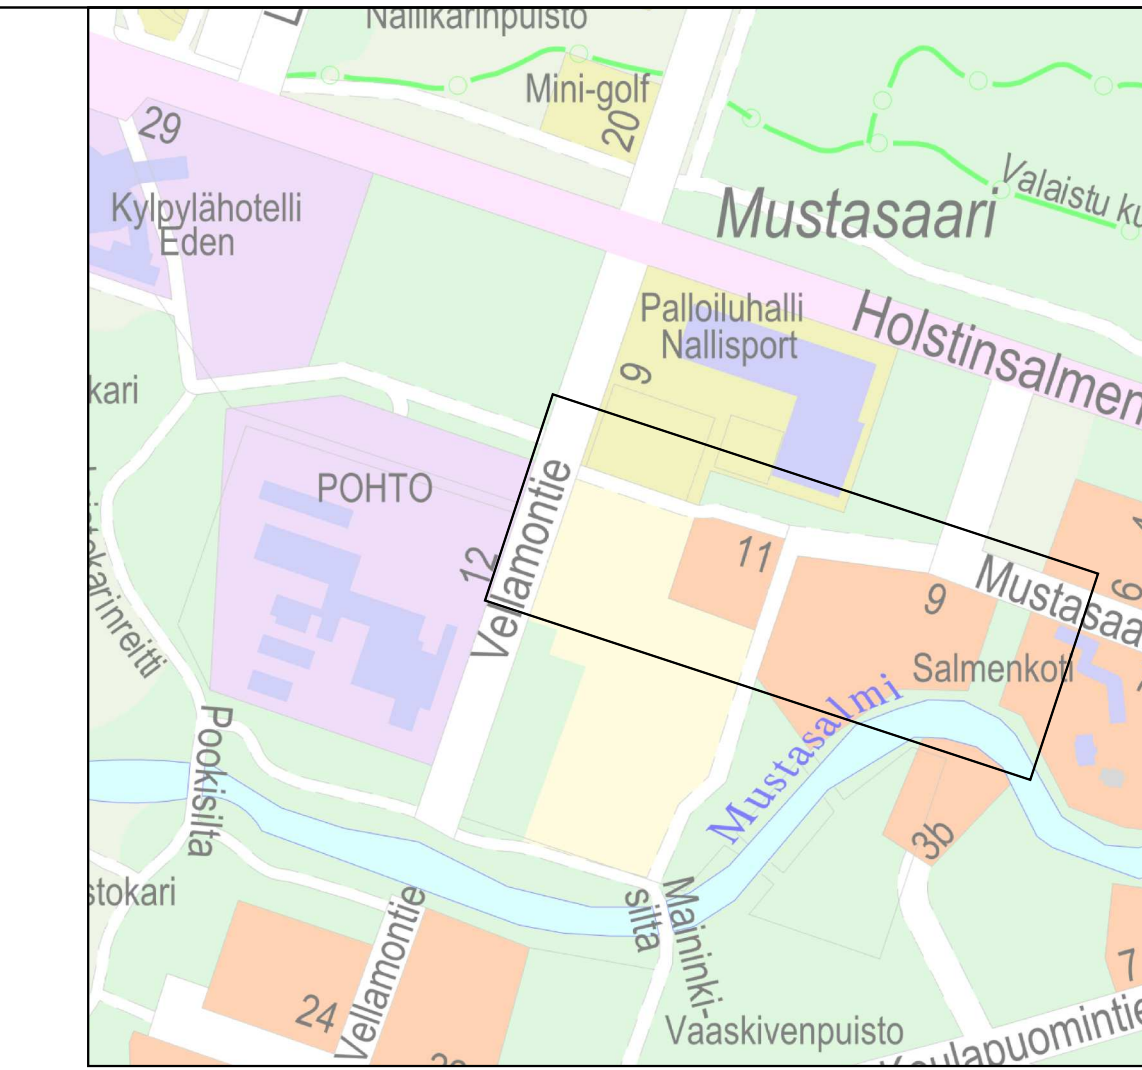 Nallikarinpuisto
Mini-golf
20
29
Valaistu ku
Kylpylähotelli
Eden
Mustasaari
Palloiluhalli
Nallisport
Holstinsalmen
9
kari
POHTO
12
Vellamontie
11
9
Mustasaa
6
Salmenkoti
Mustasalmi
Pookisilta
3b
stokari
Vellamontie
24
Maininki-
silta
Vaaskivenpuisto
7